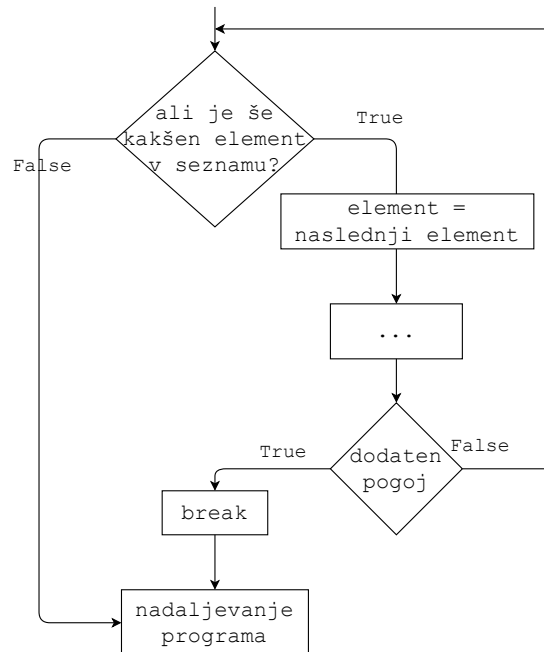 ali je še
kakšen element
v seznamu?
True
False
element =
naslednji element
...
dodaten
pogoj
True
False
break
nadaljevanje
programa